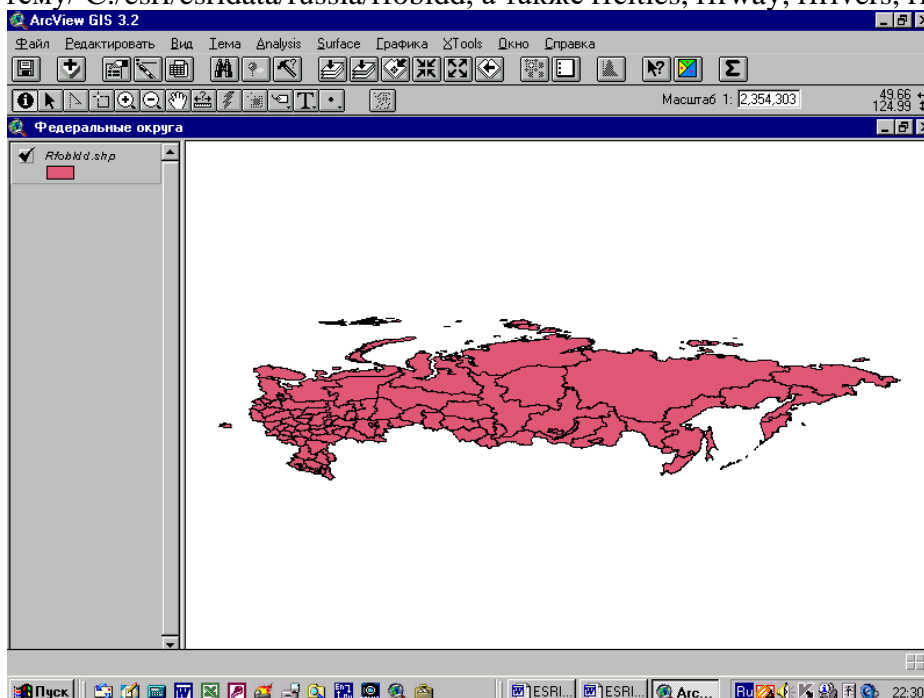 тему/ C:/esri/esridata/russia/rfobldd, а также rfcities, rfrway, rfrivers,
ArcView GIS 3.2
Файл Редактировать Вид Тема Analysis Surface Графика XTools Окно Справка
Масштаб 1: 2,354,303 49.66
124.99
Федеральные округа
Rfobldd.shp
Пуск ESRI... ESRI... Arc... Ru 22:30